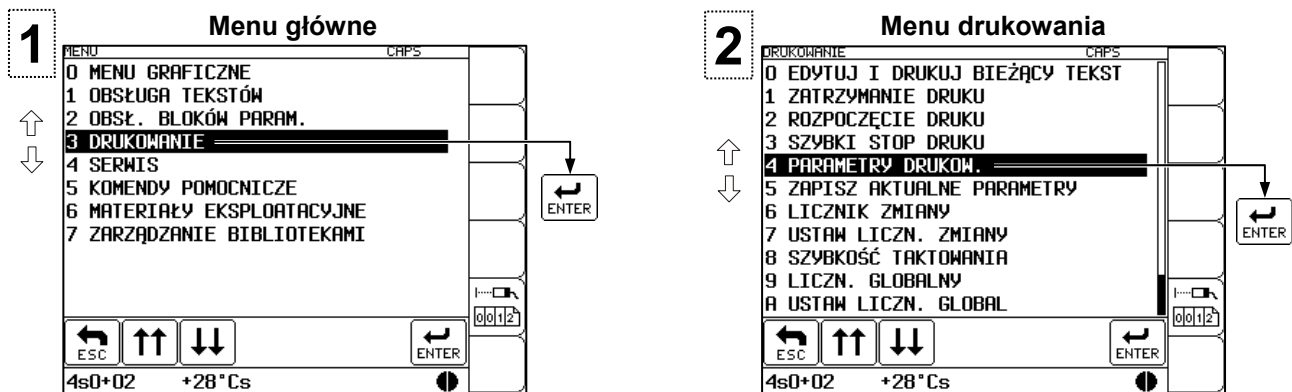 1
Menu główne
MENU CAPS
0 MENU GRAFICZNE
1 OBSŁUGA TEKSTÓW
2 OBSŁ. BLOKÓW PARAM.
3 DRUKOWANIE
4 SERWIS
5 KOMENDY POMOCNICZE
6 MATERIAŁY EKSPLOATACYJNE
7 ZARZĄDZANIE BIBLIOTEKAMI
ENTER
0012
ESC
ENTER
4s0+02 +28°Cs
2
Menu drukowania
DRUKOWANIE CAPS
0 EDYTUJ I DRUKUJ BIEŻĄCY TEKST
1 ZATRZYMANIE DRUKU
2 ROZPOCZĘCIE DRUKU
3 SZYBKI STOP DRUKU
4 PARAMETRY DRUKOW.
5 ZAPISZ AKTUALNE PARAMETRY
6 LICZNIK ZMIANY
7 USTAW LICZN. ZMIANY
8 SZYBKOŚĆ TAKTOWANIA
9 LICZN. GLOBALNY
A USTAW LICZN. GLOBAL
ENTER
0012
ESC
ENTER
4s0+02 +28°Cs